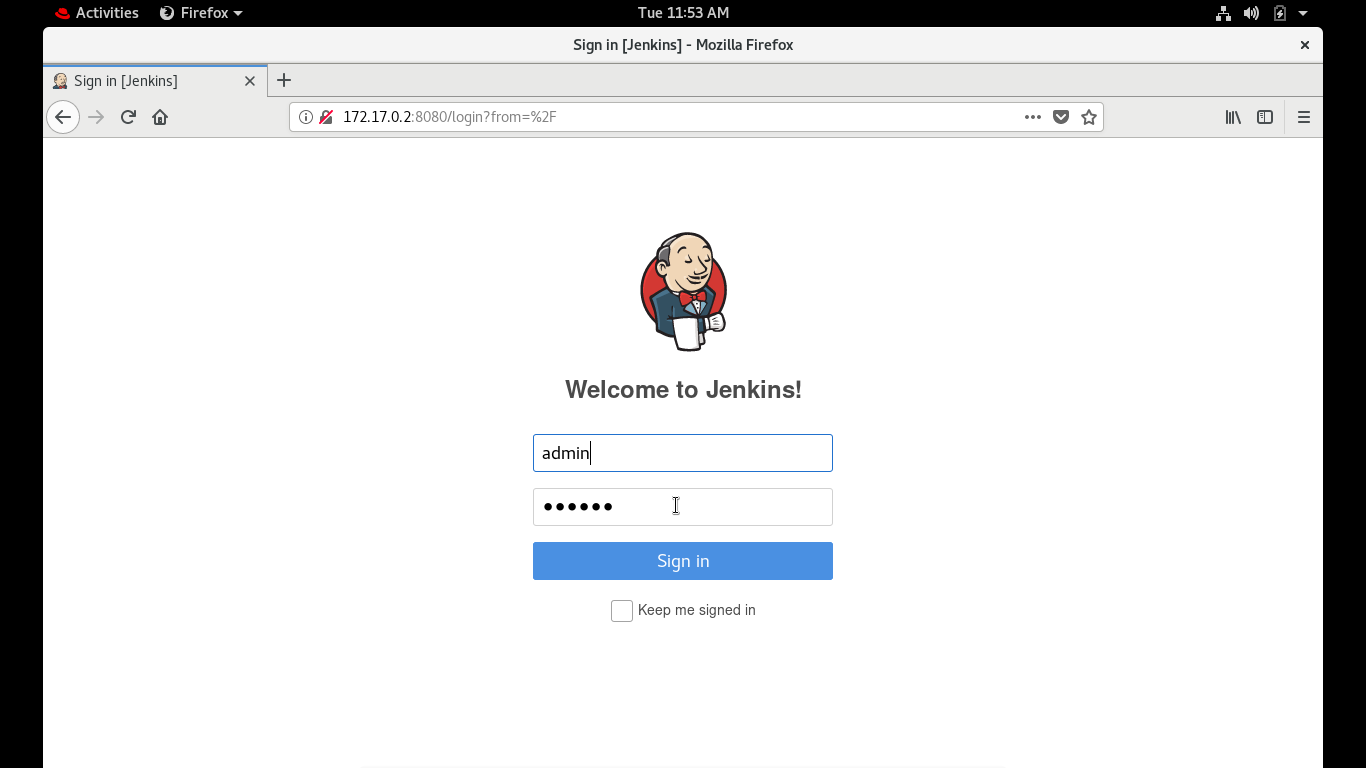 Activities Firefox Tue 11:53 AM
Sign in [Jenkins] - Mozilla Firefox
Sign in [Jenkins]
172.17.0.2:8080/login?from=%2F
Welcome to Jenkins!
admin
••••••
Sign in
Keep me signed in